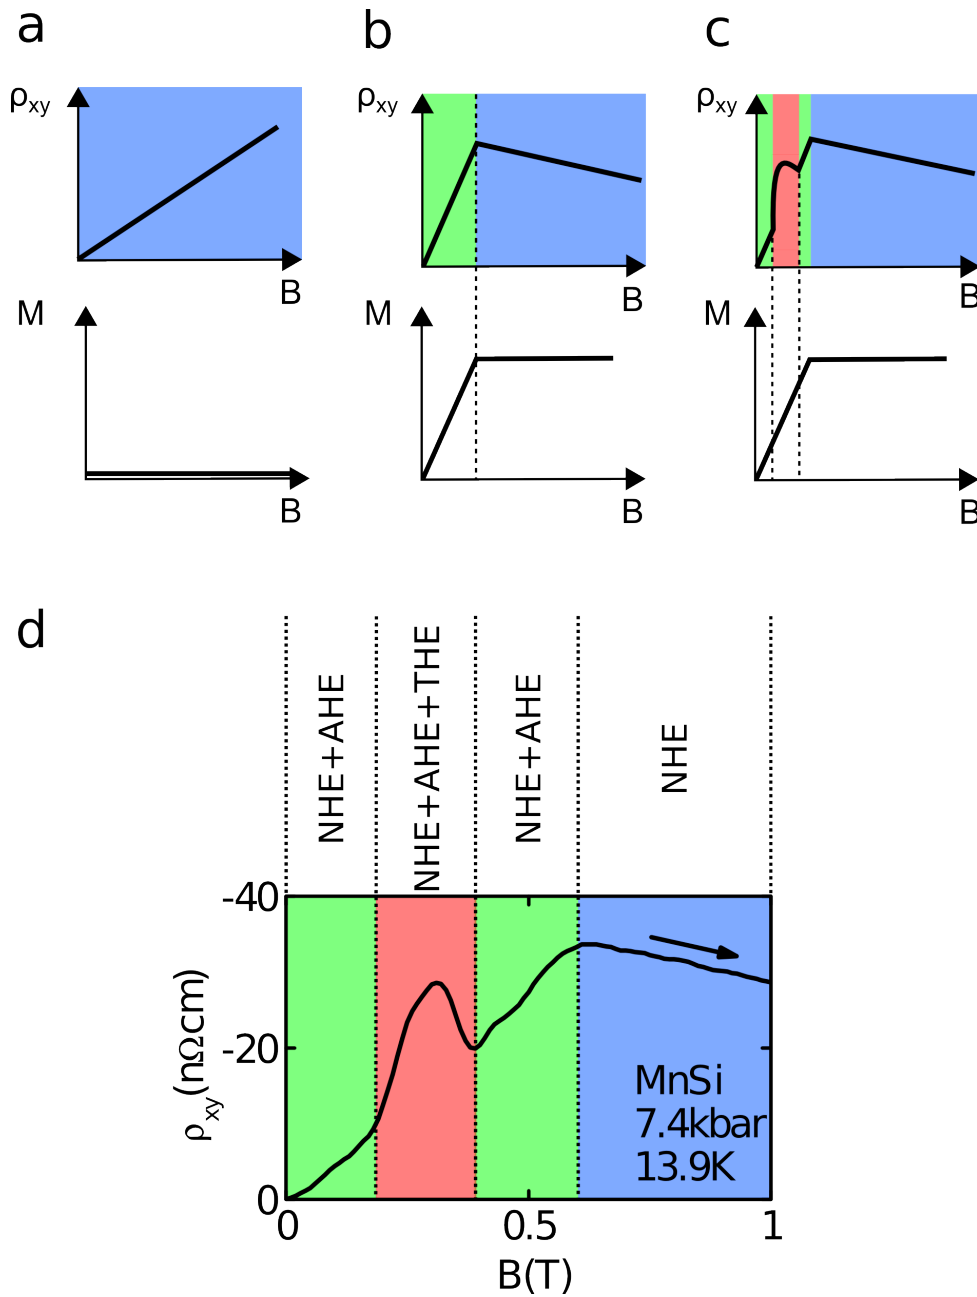 a
b
c
ρxy
B
ρxy
B
ρxy
B
M
B
M
B
M
B
d
NHE+AHE
NHE+AHE+THE
NHE+AHE
NHE
-40
-20
0
ρxy(nΩcm)
MnSi
7.4kbar
13.9K
0
0.5
1
B(T)